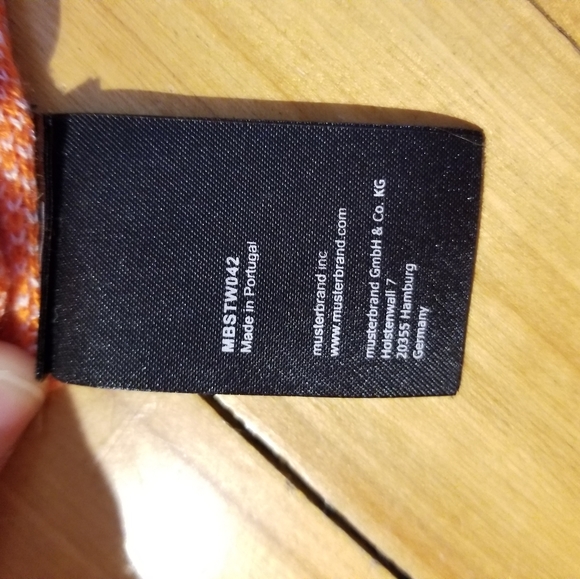 MBSTW042
Made in Portugal
musterbrand inc
www.musterbrand.com
musterbrand GmbH & Co. KG
Holstenwall 7
20355 Hamburg
Germany